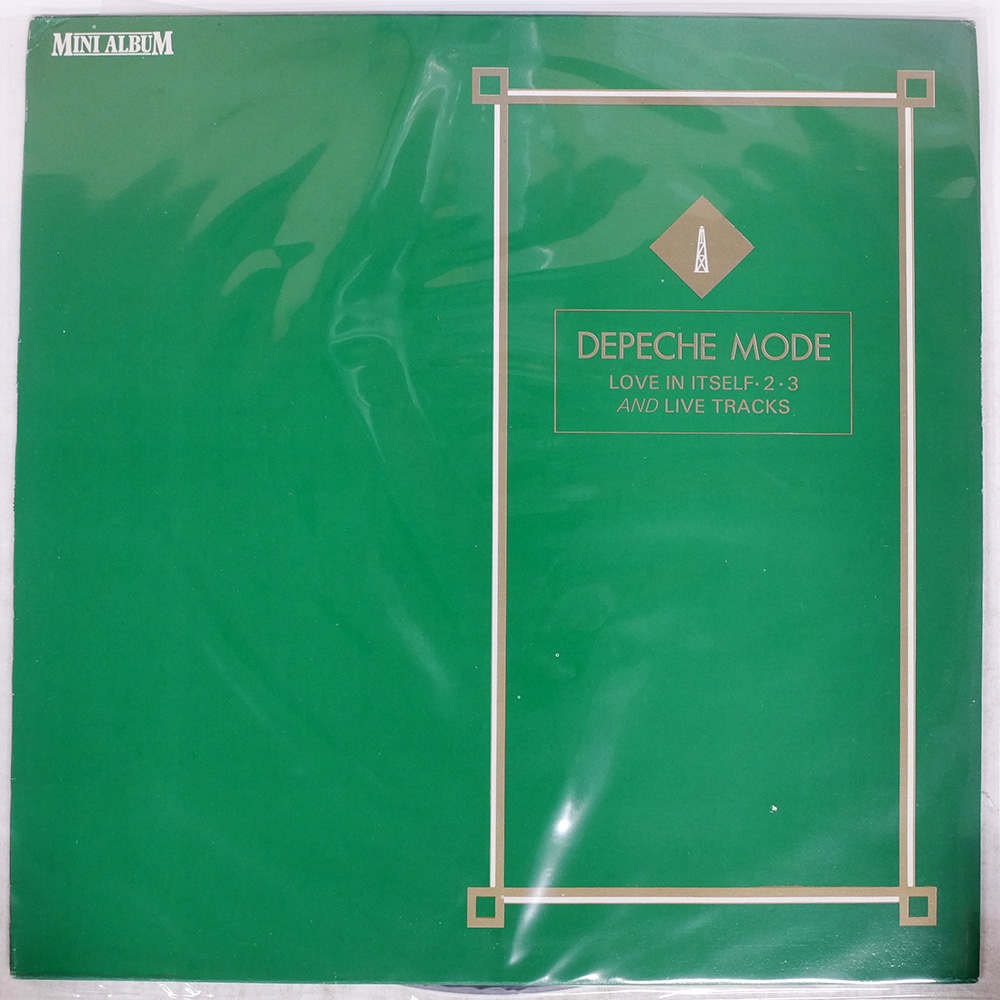 MINI ALBUM
DEPECHE MODE
LOVE IN ITSELF·2·3
AND LIVE TRACKS